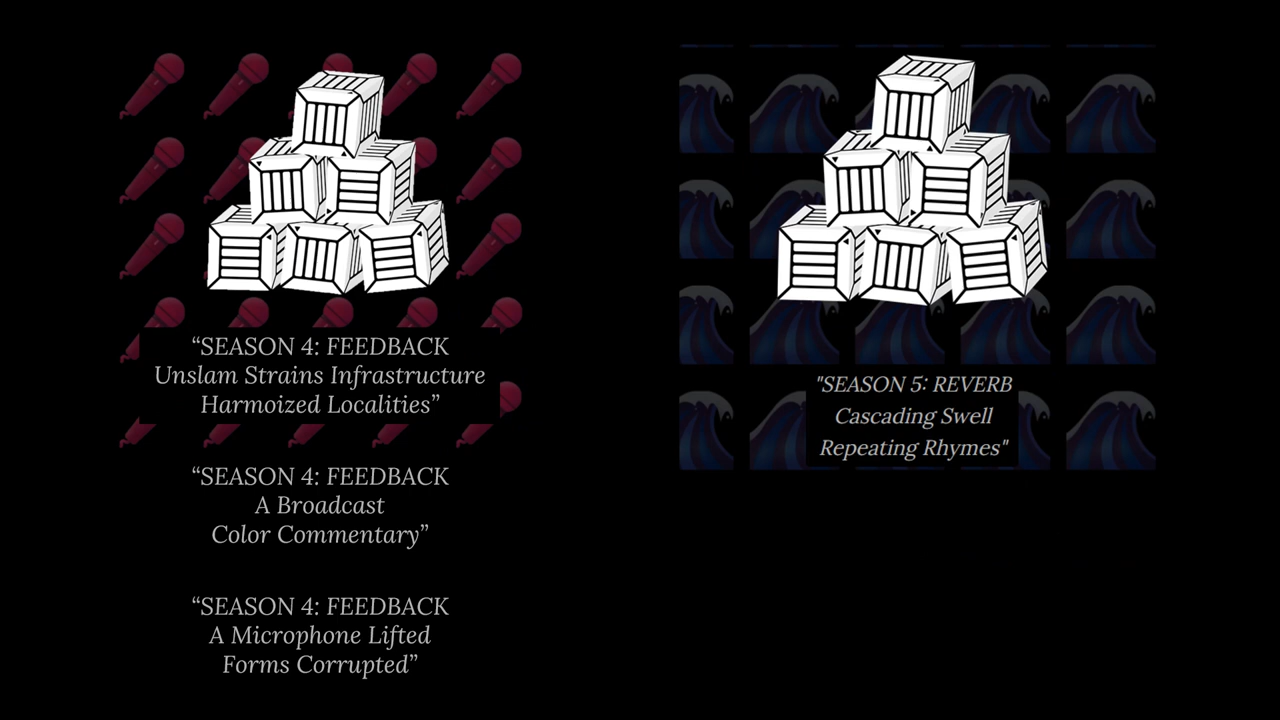 “SEASON 4: FEEDBACK
Unslam Strains Infrastructure
Harmoized Localities”
“SEASON 4: FEEDBACK
A Broadcast
Color Commentary”
“SEASON 4: FEEDBACK
A Microphone Lifted
Forms Corrupted”
"SEASON 5: REVERB
Cascading Swell
Repeating Rhymes"